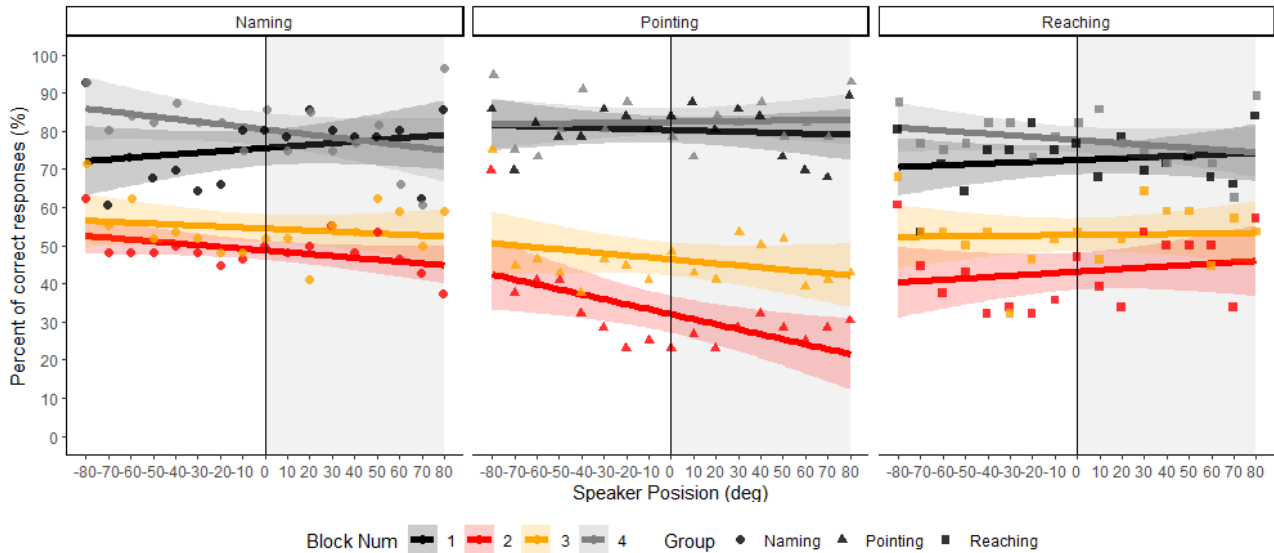 Naming Pointing Reaching
Percent of correct responses (%)
100
90
80
70
60
50
40
30
20
10
0
-80 -70 -60 -50 -40 -30 -20 -10 0 10 20 30 40 50 60 70 80 -80 -70 -60 -50 -40 -30 -20 -10 0 10 20 30 40 50 60 70 80 -80 -70 -60 -50 -40 -30 -20 -10 0 10 20 30 40 50 60 70 80
Speaker Posision (deg)
Block Num 1 2 3 4 Group Naming Pointing Reaching